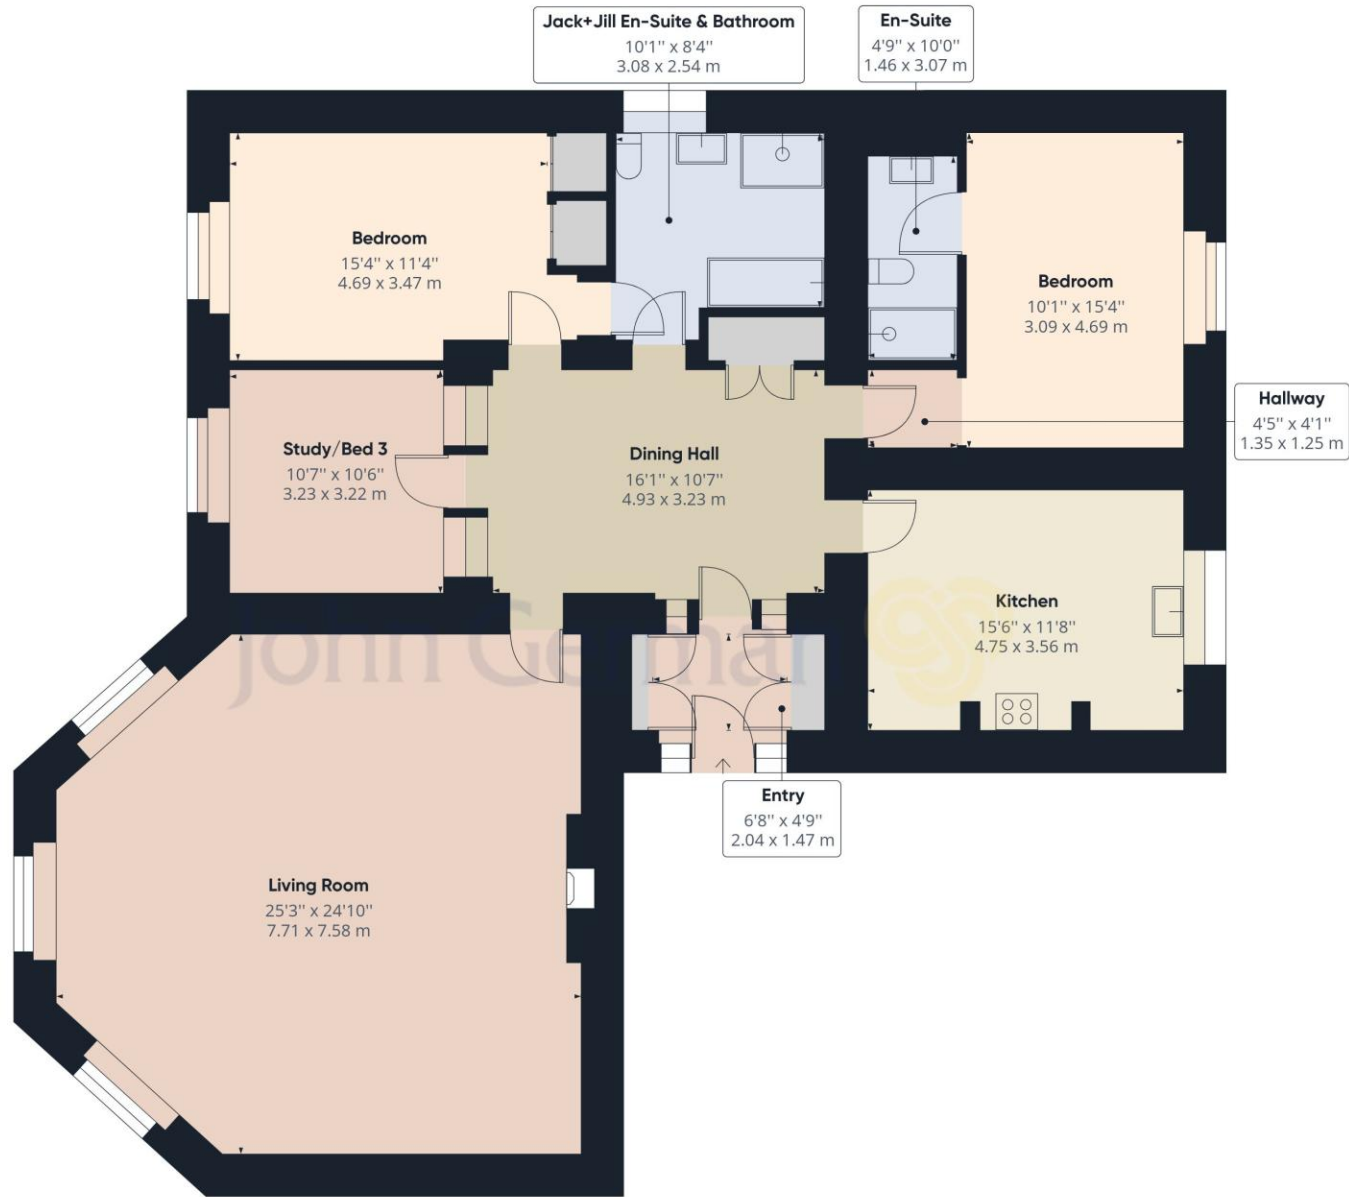 Jack+Jill En-Suite & Bathroom
10'1'' x 8'4''
3.08 x 2.54 m
En-Suite
4'9'' x 10'0''
1.46 x 3.07 m
Bedroom
15'4'' x 11'4''
4.69 x 3.47 m
Bedroom
10'1'' x 15'4''
3.09 x 4.69 m
Hallway
4'5'' x 4'1''
1.35 x 1.25 m
Study/Bed 3
10'7'' x 10'6''
3.23 x 3.22 m
Dining Hall
16'1'' x 10'7''
4.93 x 3.23 m
Kitchen
15'6'' x 11'8''
4.75 x 3.56 m
John German
Entry
6'8'' x 4'9''
2.04 x 1.47 m
Living Room
25'3'' x 24'10''
7.71 x 7.58 m